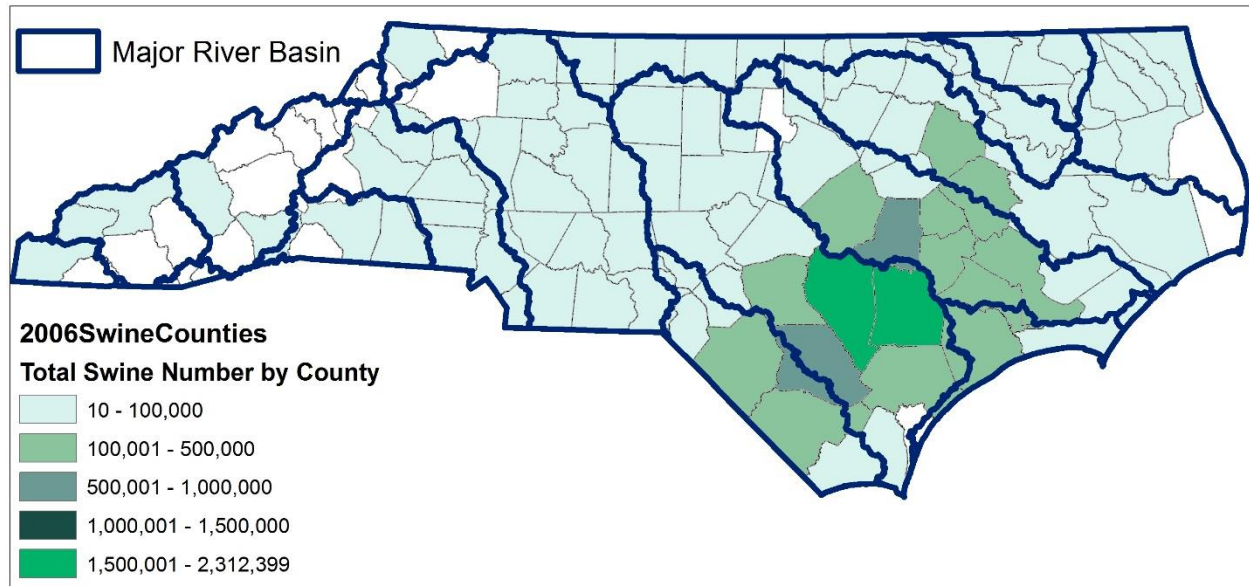 Major River Basin
2006SwineCounties
Total Swine Number by County
10 - 100,000
100,001 - 500,000
500,001 - 1,000,000
1,000,001 - 1,500,000
1,500,001 - 2,312,399